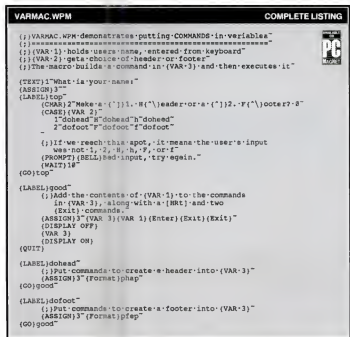 VARMAC.WPM COMPLETE LISTING
{;}VARMAC.WPM·demonstrates·putting·COMMANDS·in·variables~
{;}==================================================~
{;}{VAR·1}·holds·users·name,·entered·from·keyboard~
{;}{VAR·2}·gets·choice·of·header·or·footer~
{;}The·macro·builds·a·command·in·{VAR·3}·and·then·executes·it~
{TEXT}1~What·is·your·name:~
{ASSIGN}3~~
{LABEL}top~
{CHAR}2~Make·a·{^]}1.·H{^\}eader·or·a·{^]}2.·F{^\}ooter?·0~
{CASE}{VAR 2}~
1~dohead~H~dohead~h~dohead~
2~dofoot~F~dofoot~f~dofoot~
~
{;}If·we·reach·this·spot,·it·means·the·user's·input
was·not·1,·2,·H,·h,·F,·or·f~
{PROMPT}{BELL}Bad·input,·try·again.~
{WAIT}10~
{GO}top~
{LABEL}good~
{;}Add·the·contents·of·{VAR·1}·to·the·commands
in·{VAR·3},·along·with·a·[HRt]·and·two
{Exit}·commands.~
{ASSIGN}3~{VAR 3}{VAR 1}{Enter}{Exit}{Exit}~
{DISPLAY OFF}
{VAR 3}
{DISPLAY ON}
{QUIT}
{LABEL}dohead~
{;}Put·commands·to·create·a·header·into·{VAR·3}~
{ASSIGN}3~{Format}phap~
{GO}good~
{LABEL}dofoot~
{;}Put·commands·to·create·a·footer·into·{VAR·3}~
{ASSIGN}3~{Format}pfep~
{GO}good~
PC
MAGNET